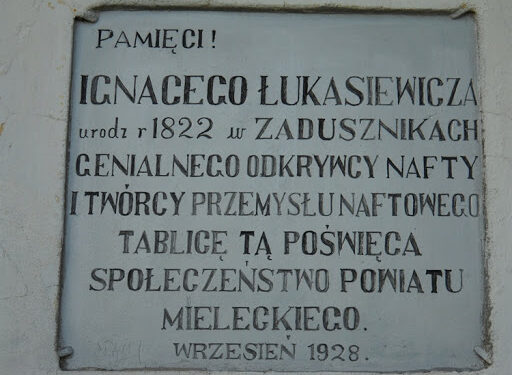 PAMIĘCI!
IGNACEGO ŁUKASIEWICZA
urodz r 1822 w ZADUSZNIKACH
GENIALNEGO ODKRYWCY NAFTY
I TWÓRCY PRZEMYSŁU NAFTOWEGO
TABLICĘ TĄ POŚWIĘCA
SPOŁECZEŃSTWO POWIATU
MIELECKIEGO.
WRZESIEŃ 1928.